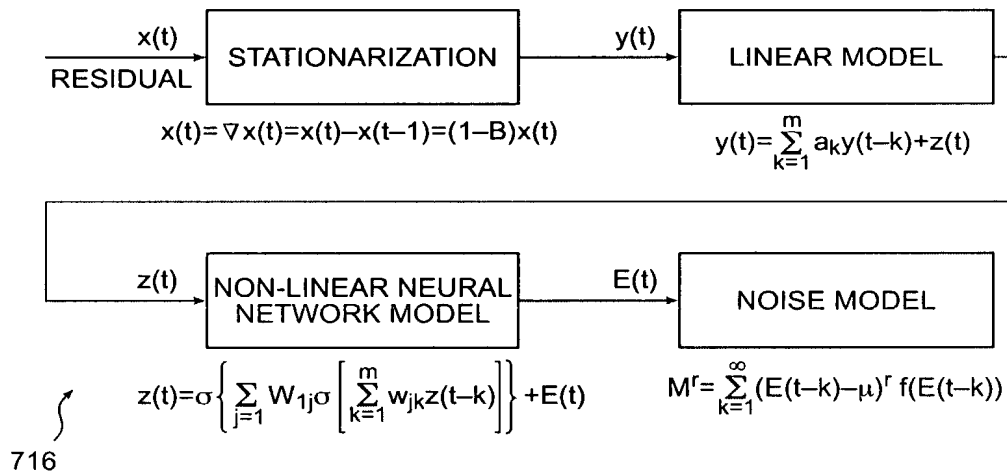 x(t) STATIONARIZATION y(t) LINEAR MODEL
RESIDUAL
x(t)=∇x(t)=x(t)–x(t–1)=(1–B)x(t)
y(t)=∑_{k=1}^{m} a_k y(t–k)+z(t)
z(t) NON-LINEAR NEURAL E(t) NOISE MODEL
NETWORK MODEL
z(t)=σ{∑_{j=1} W_{1j}σ[∑_{k=1}^{m} w_{jk}z(t–k)]}+E(t)
M^r=∑_{k=1}^{∞}(E(t–k)–μ)^r f(E(t–k))
716